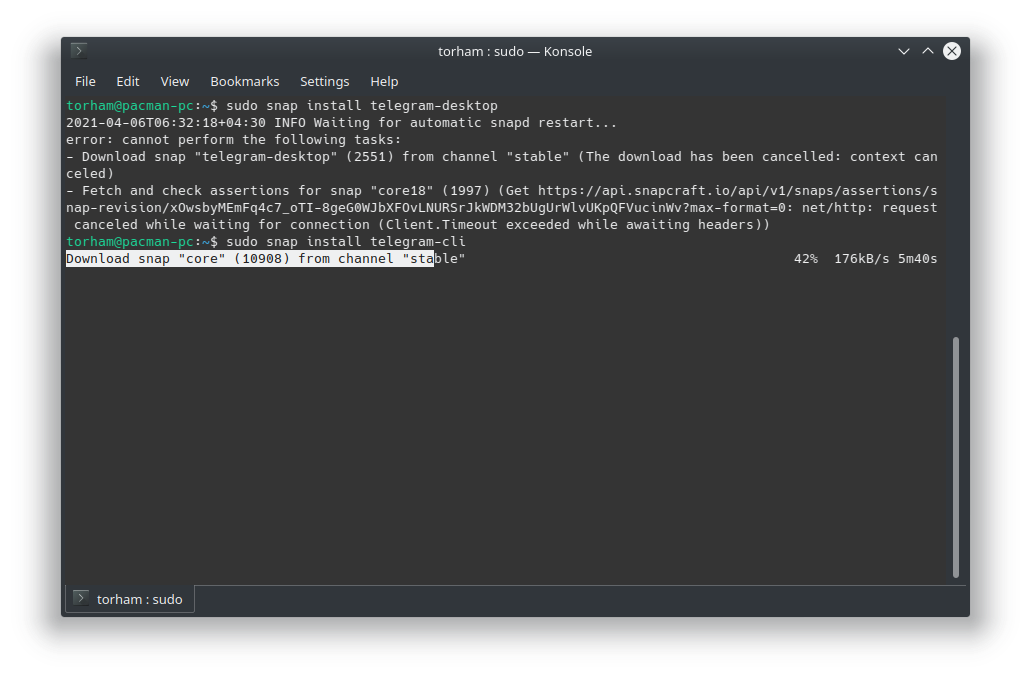 torham : sudo — Konsole
File Edit View Bookmarks Settings Help
torham@pacman-pc:~$ sudo snap install telegram-desktop
2021-04-06T06:32:18+04:30 INFO Waiting for automatic snapd restart...
error: cannot perform the following tasks:
- Download snap "telegram-desktop" (2551) from channel "stable" (The download has been cancelled: context can
celed)
- Fetch and check assertions for snap "core18" (1997) (Get https://api.snapcraft.io/api/v1/snaps/assertions/s
nap-revision/xOwsbyMEmFq4c7_oTI-8geG0WJbXFOvLNURSrJkWDM32bUgUrWlvUKpQFVucinWv?max-format=0: net/http: request
 canceled while waiting for connection (Client.Timeout exceeded while awaiting headers))
torham@pacman-pc:~$ sudo snap install telegram-cli
Download snap "core" (10908) from channel "stable" 42% 176kB/s 5m40s
torham : sudo